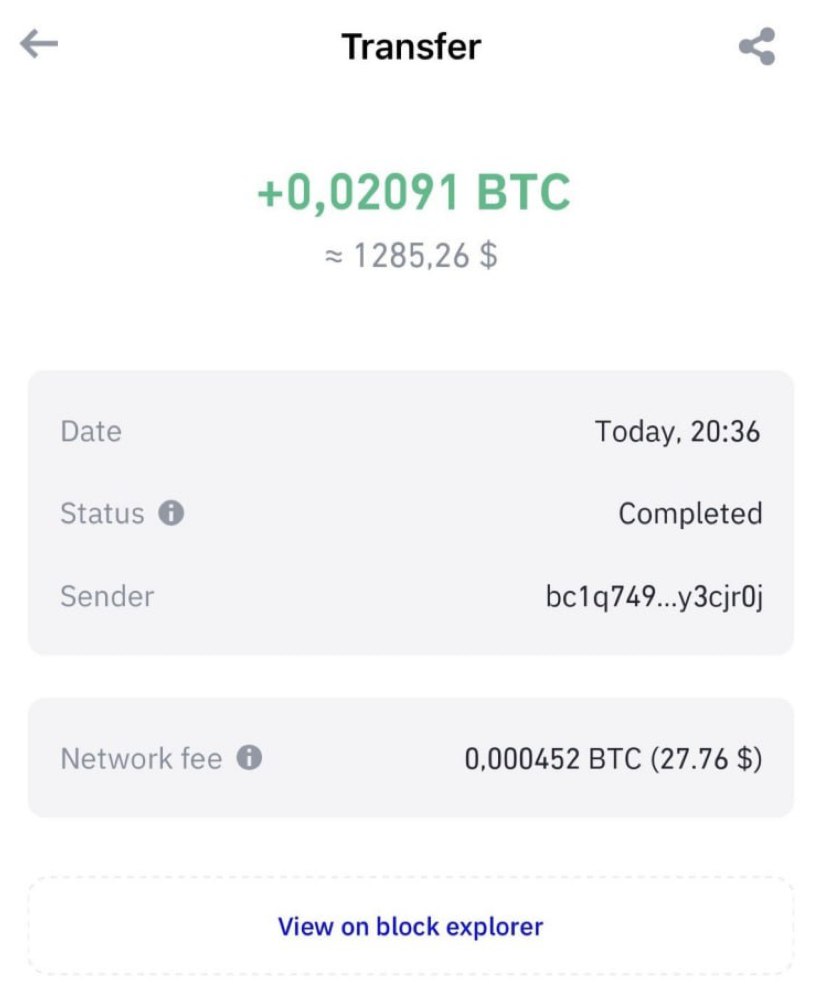 Transfer
+0,02091 BTC
≈ 1285,26 $
Date Today, 20:36
Status Completed
Sender bc1q749...y3cjr0j
Network fee 0,000452 BTC (27.76 $)
View on block explorer